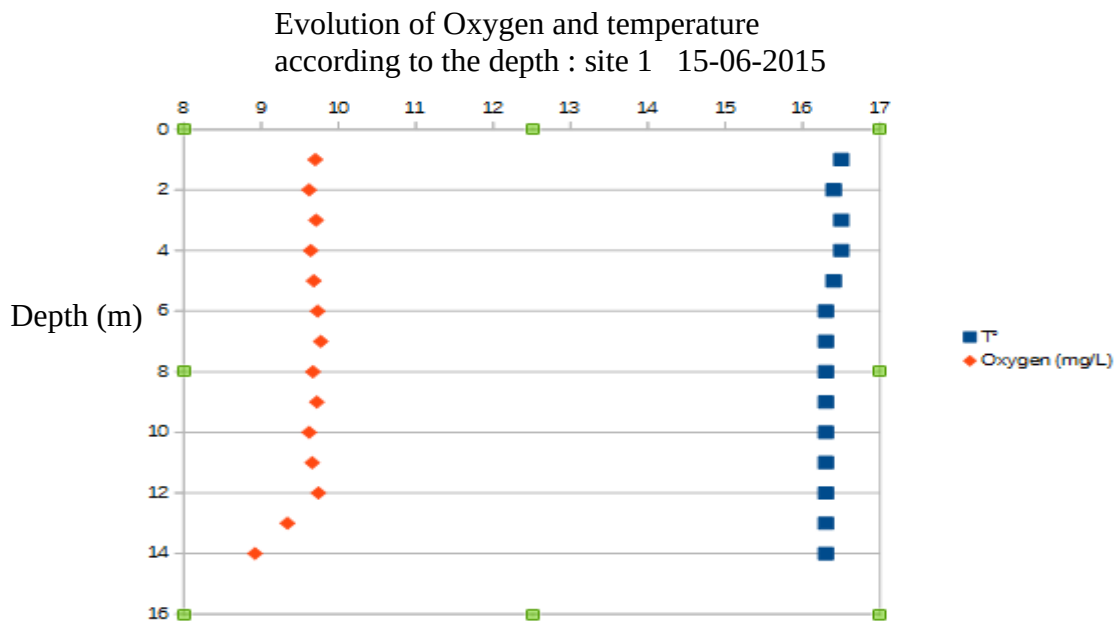 Evolution of Oxygen and temperature
according to the depth : site 1 15-06-2015
8 9 10 11 12 13 14 15 16 17
0
2
4
Depth (m) 6
8
10
12
14
16
T°
Oxygen (mg/L)